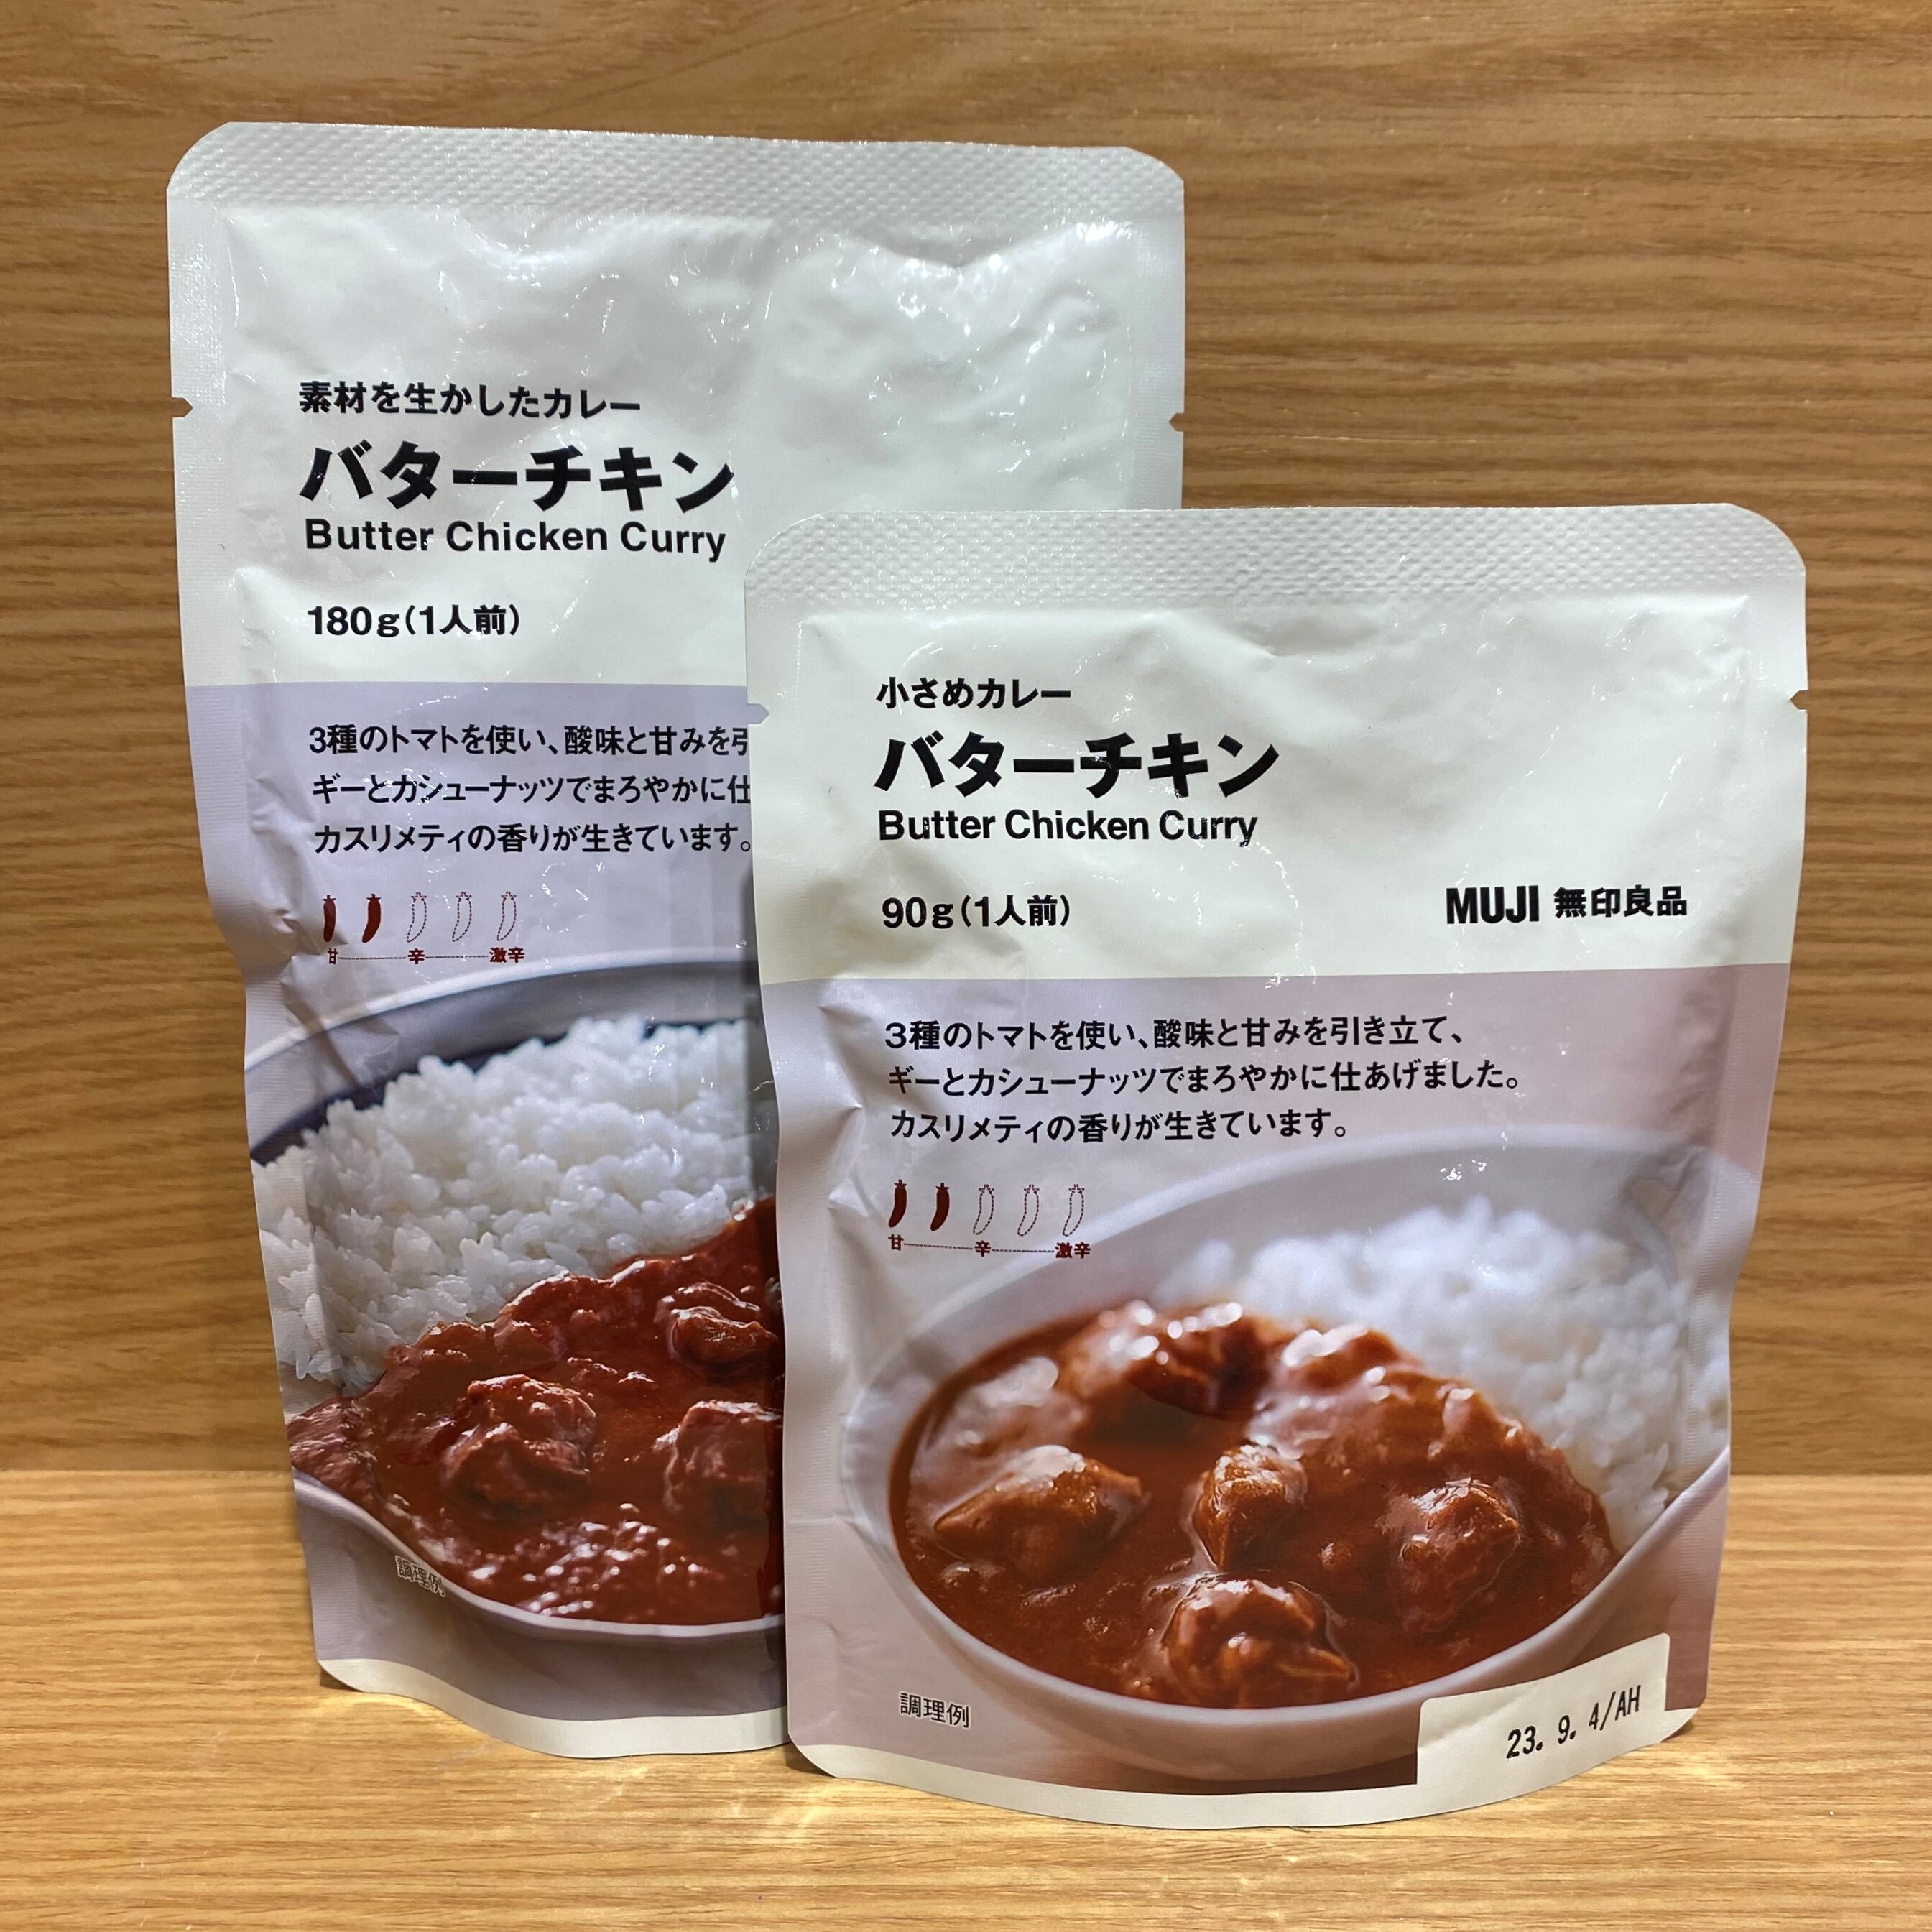 素材を生かしたカレー
バターチキン
Butter Chicken Curry
180g(1人前)
3種のトマトを使い、酸味と甘みを引
ギーとカシューナッツでまろやかに仕
カスリメティの香りが生きています。
甘 辛 激辛
調理例
小さめカレー
バターチキン
Butter Chicken Curry
90g(1人前)
MUJI 無印良品
3種のトマトを使い、酸味と甘みを引き立て、
ギーとカシューナッツでまろやかに仕あげました。
カスリメティの香りが生きています。
甘 辛 激辛
調理例
23. 9. 4/AH